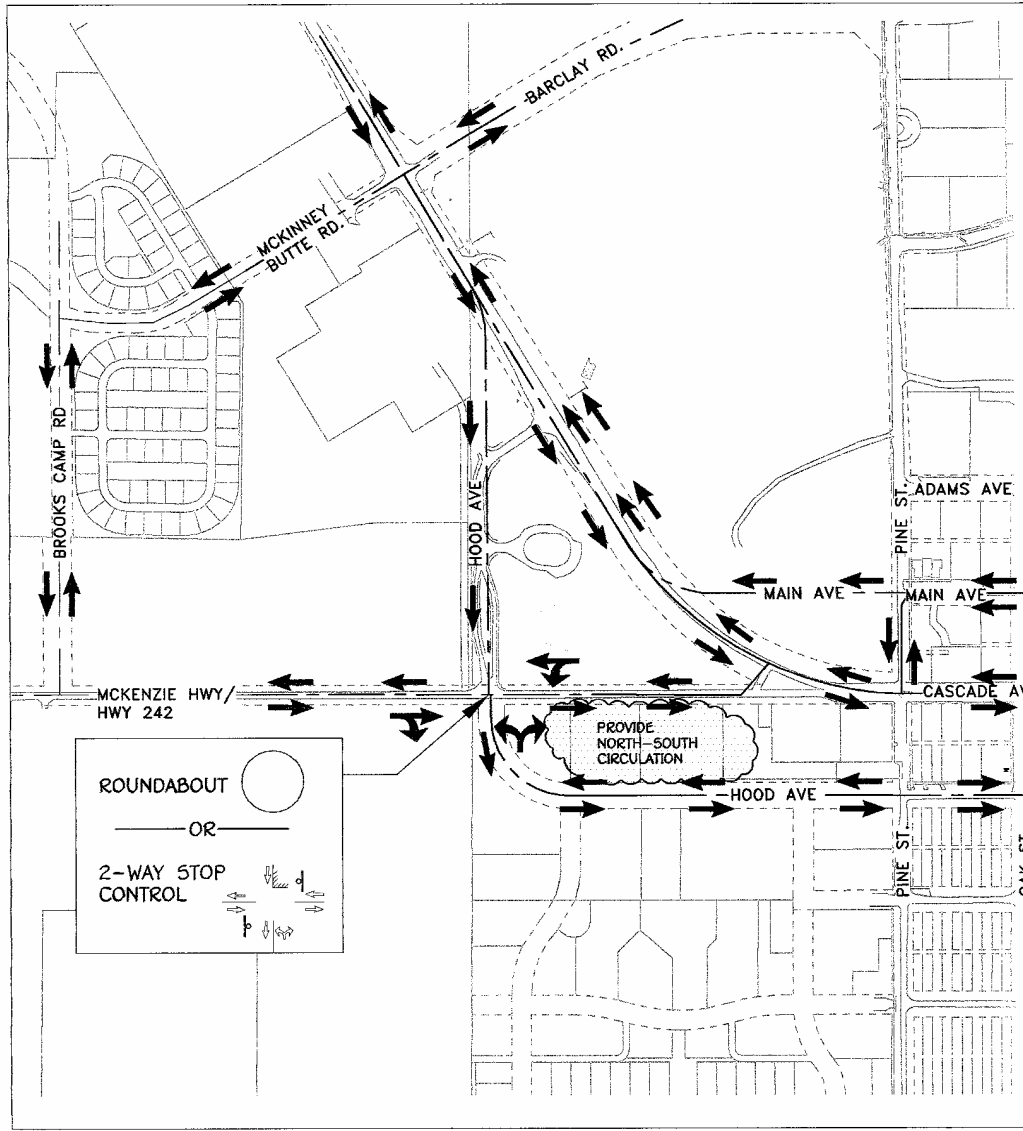 BARCLAY RD.
MCKINNEY
BUTTE RD.
BROOKS CAMP RD
HOOD AVE
PINE ST.
ADAMS AVE
MAIN AVE
MAIN AVE
MCKENZIE HWY/
HWY 242
CASCADE AV
PROVIDE
NORTH-SOUTH
CIRCULATION
HOOD AVE
ROUNDABOUT
OR
2-WAY STOP
CONTROL
PINE ST.
OAK ST